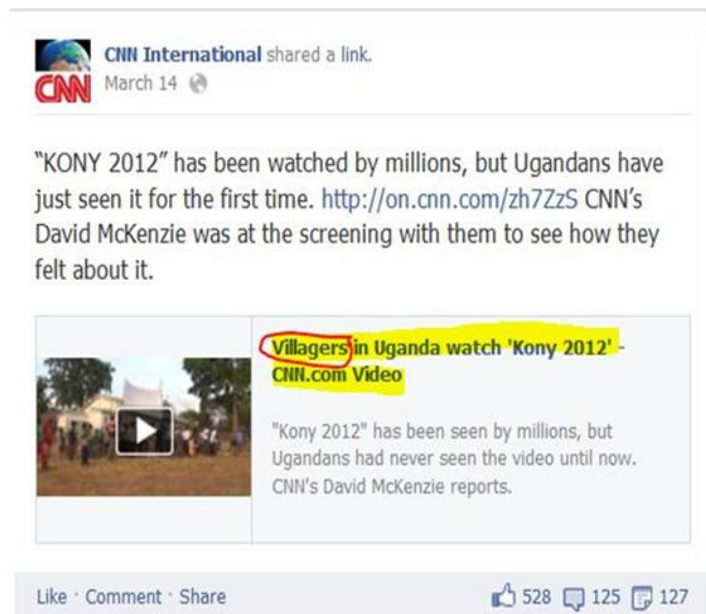 CNN International shared a link.
CNN March 14
“KONY 2012” has been watched by millions, but Ugandans have
just seen it for the first time. http://on.cnn.com/zh7ZzS CNN’s
David McKenzie was at the screening with them to see how they
felt about it.
Villagers in Uganda watch 'Kony 2012' -
CNN.com Video
"Kony 2012" has been seen by millions, but
Ugandans had never seen the video until now.
CNN's David McKenzie reports.
Like · Comment · Share 528 125 127